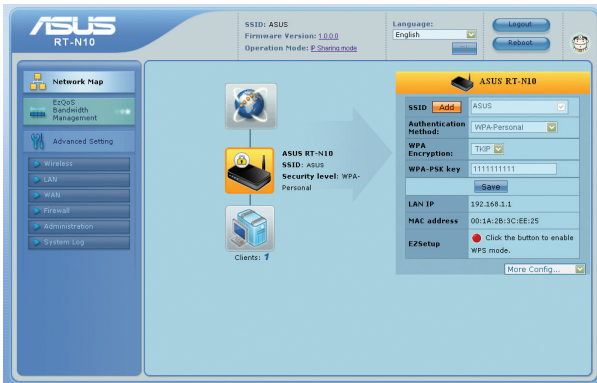 ASUS
RT-N10
SSID: ASUS
Firmware Version: 1.0.0.0
Operation Mode: IP Sharing mode
Language:
English
Logout
Reboot
Network Map
EzQoS
Bandwidth
Management
Advanced Setting
Wireless
LAN
WAN
Firewall
Administration
System Log
ASUS RT-N10
SSID: ASUS
Security level: WPA-
Personal
Clients: 1
ASUS RT-N10
SSID Add ASUS
Authentication
Method: WPA-Personal
WPA
Encryption: TKIP
WPA-PSK key 1111111111
Save
LAN IP 192.168.1.1
MAC address 00:1A:2B:3C:EE:25
EZSetup Click the button to enable
WPS mode.
More Config...